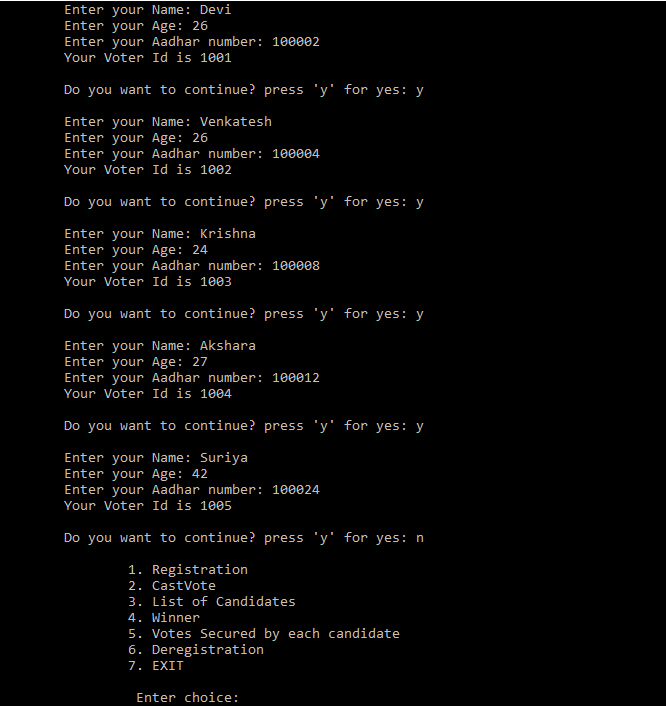 Enter your Name: Devi
Enter your Age: 26
Enter your Aadhar number: 100002
Your Voter Id is 1001
Do you want to continue? press 'y' for yes: y
Enter your Name: Venkatesh
Enter your Age: 26
Enter your Aadhar number: 100004
Your Voter Id is 1002
Do you want to continue? press 'y' for yes: y
Enter your Name: Krishna
Enter your Age: 24
Enter your Aadhar number: 100008
Your Voter Id is 1003
Do you want to continue? press 'y' for yes: y
Enter your Name: Akshara
Enter your Age: 27
Enter your Aadhar number: 100012
Your Voter Id is 1004
Do you want to continue? press 'y' for yes: y
Enter your Name: Suriya
Enter your Age: 42
Enter your Aadhar number: 100024
Your Voter Id is 1005
Do you want to continue? press 'y' for yes: n
1. Registration
2. CastVote
3. List of Candidates
4. Winner
5. Votes Secured by each candidate
6. Deregistration
7. EXIT
Enter choice: